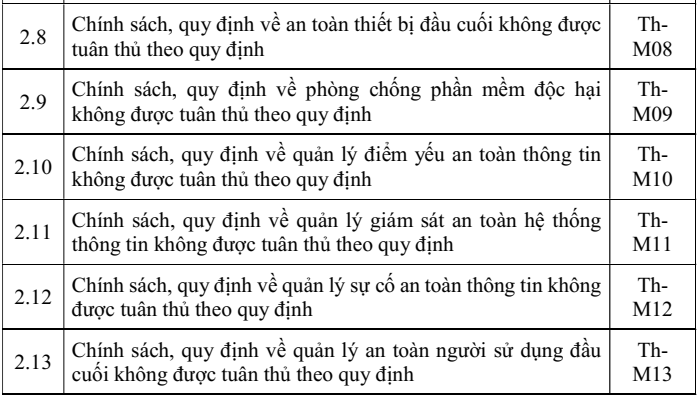 2.8 Chính sách, quy định về an toàn thiết bị đầu cuối không được Th-
tuân thủ theo quy định M08
2.9 Chính sách, quy định về phòng chống phần mềm độc hại Th-
không được tuân thủ theo quy định M09
2.10 Chính sách, quy định về quản lý điểm yếu an toàn thông tin Th-
không được tuân thủ theo quy định M10
2.11 Chính sách, quy định về quản lý giám sát an toàn hệ thống Th-
thông tin không được tuân thủ theo quy định M11
2.12 Chính sách, quy định về quản lý sự cố an toàn thông tin không Th-
được tuân thủ theo quy định M12
2.13 Chính sách, quy định về quản lý an toàn người sử dụng đầu Th-
cuối không được tuân thủ theo quy định M13